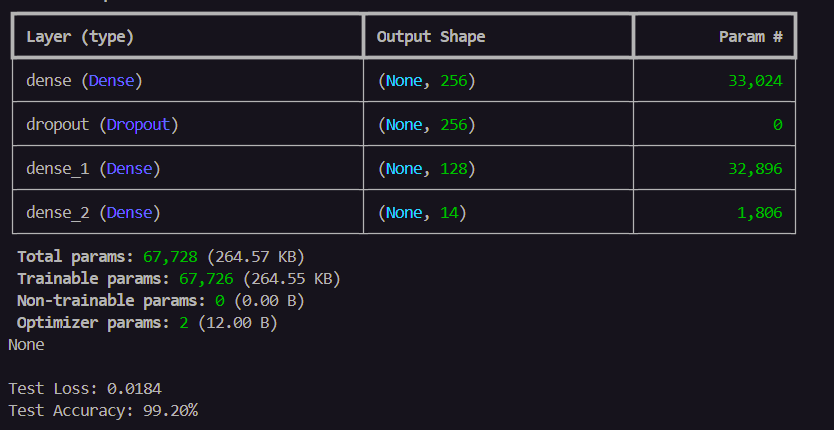 Layer (type) Output Shape Param #
dense (Dense) (None, 256) 33,024
dropout (Dropout) (None, 256) 0
dense_1 (Dense) (None, 128) 32,896
dense_2 (Dense) (None, 14) 1,806
Total params: 67,728 (264.57 KB)
Trainable params: 67,726 (264.55 KB)
Non-trainable params: 0 (0.00 B)
Optimizer params: 2 (12.00 B)
None
Test Loss: 0.0184
Test Accuracy: 99.20%